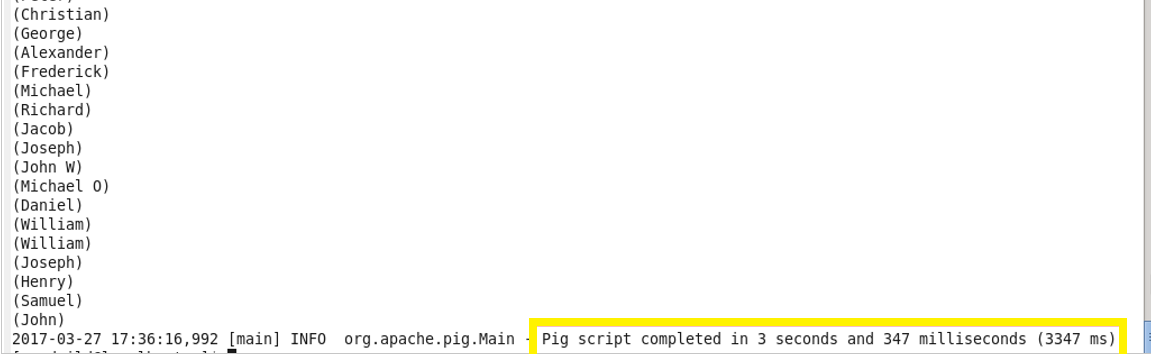 (Christian)
(George)
(Alexander)
(Frederick)
(Michael)
(Richard)
(Jacob)
(Joseph)
(John W)
(Michael O)
(Daniel)
(William)
(William)
(Joseph)
(Henry)
(Samuel)
(John)
2017-03-27 17:36:16,992 [main] INFO  org.apache.pig.Main - Pig script completed in 3 seconds and 347 milliseconds (3347 ms)